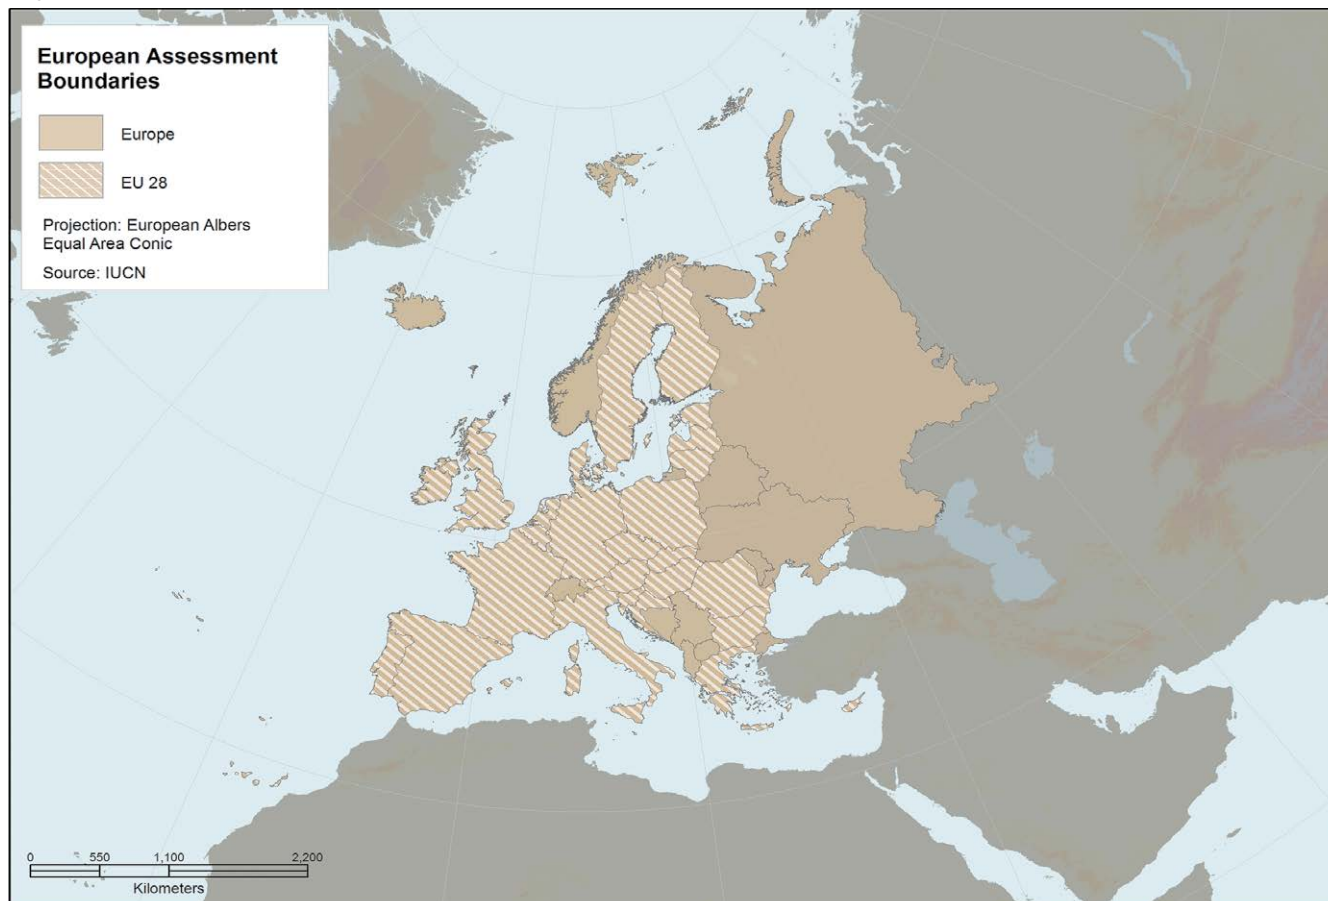 European Assessment
Boundaries
Europe
EU 28
Projection: European Albers
Equal Area Conic
Source: IUCN
0 550 1,100 2,200
Kilometers